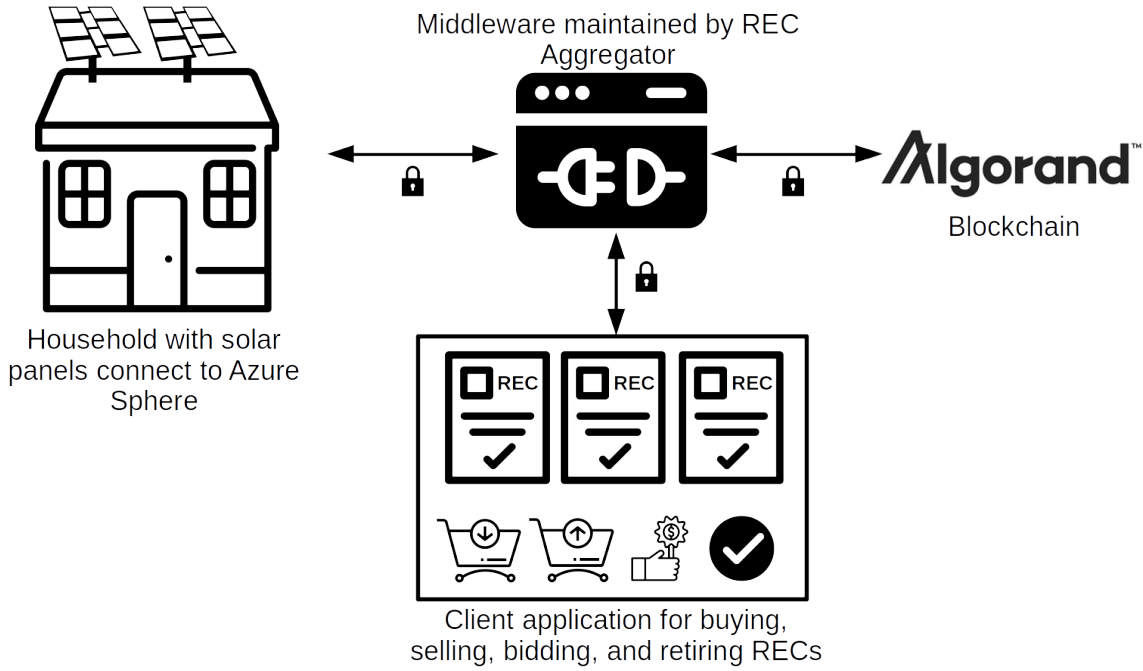 Middleware maintained by REC
Aggregator
Algorand™
Blockchain
Household with solar
panels connect to Azure
Sphere
REC
REC
REC
Client application for buying,
selling, bidding, and retiring RECs